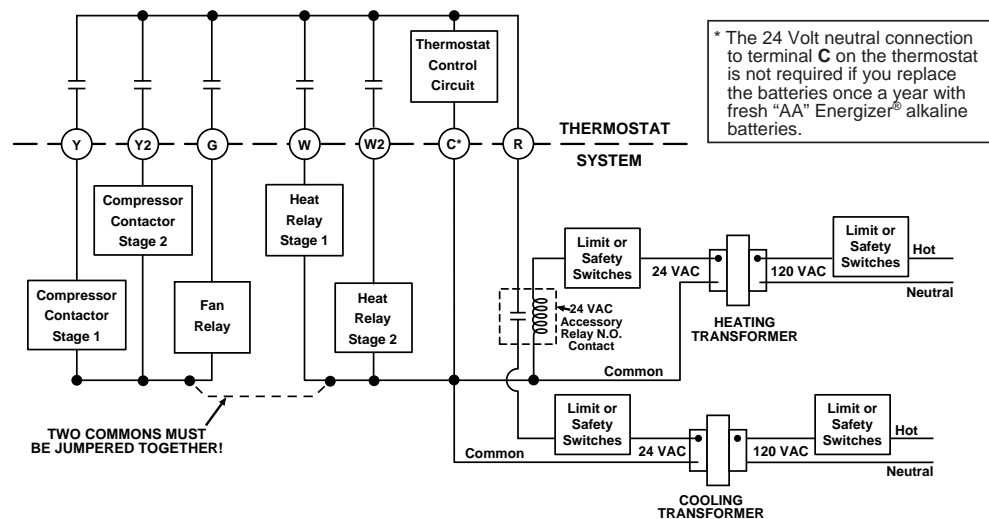 * The 24 Volt neutral connection
to terminal C on the thermostat
is not required if you replace
the batteries once a year with
fresh “AA” Energizer® alkaline
batteries.
Thermostat
Control
Circuit
THERMOSTAT
Y
Y2
G
W
W2
C*
R
SYSTEM
Compressor
Contactor
Stage 2
Heat
Relay
Stage 1
Limit or
Safety
Switches
24 VAC
120 VAC
Limit or
Safety
Switches
Hot
Neutral
HEATING
TRANSFORMER
Compressor
Contactor
Stage 1
Fan
Relay
Heat
Relay
Stage 2
24 VAC
Accessory
Relay N.O.
Contact
Common
TWO COMMONS MUST
BE JUMPERED TOGETHER!
Limit or
Safety
Switches
Common
24 VAC
120 VAC
Limit or
Safety
Switches
Hot
Neutral
COOLING
TRANSFORMER